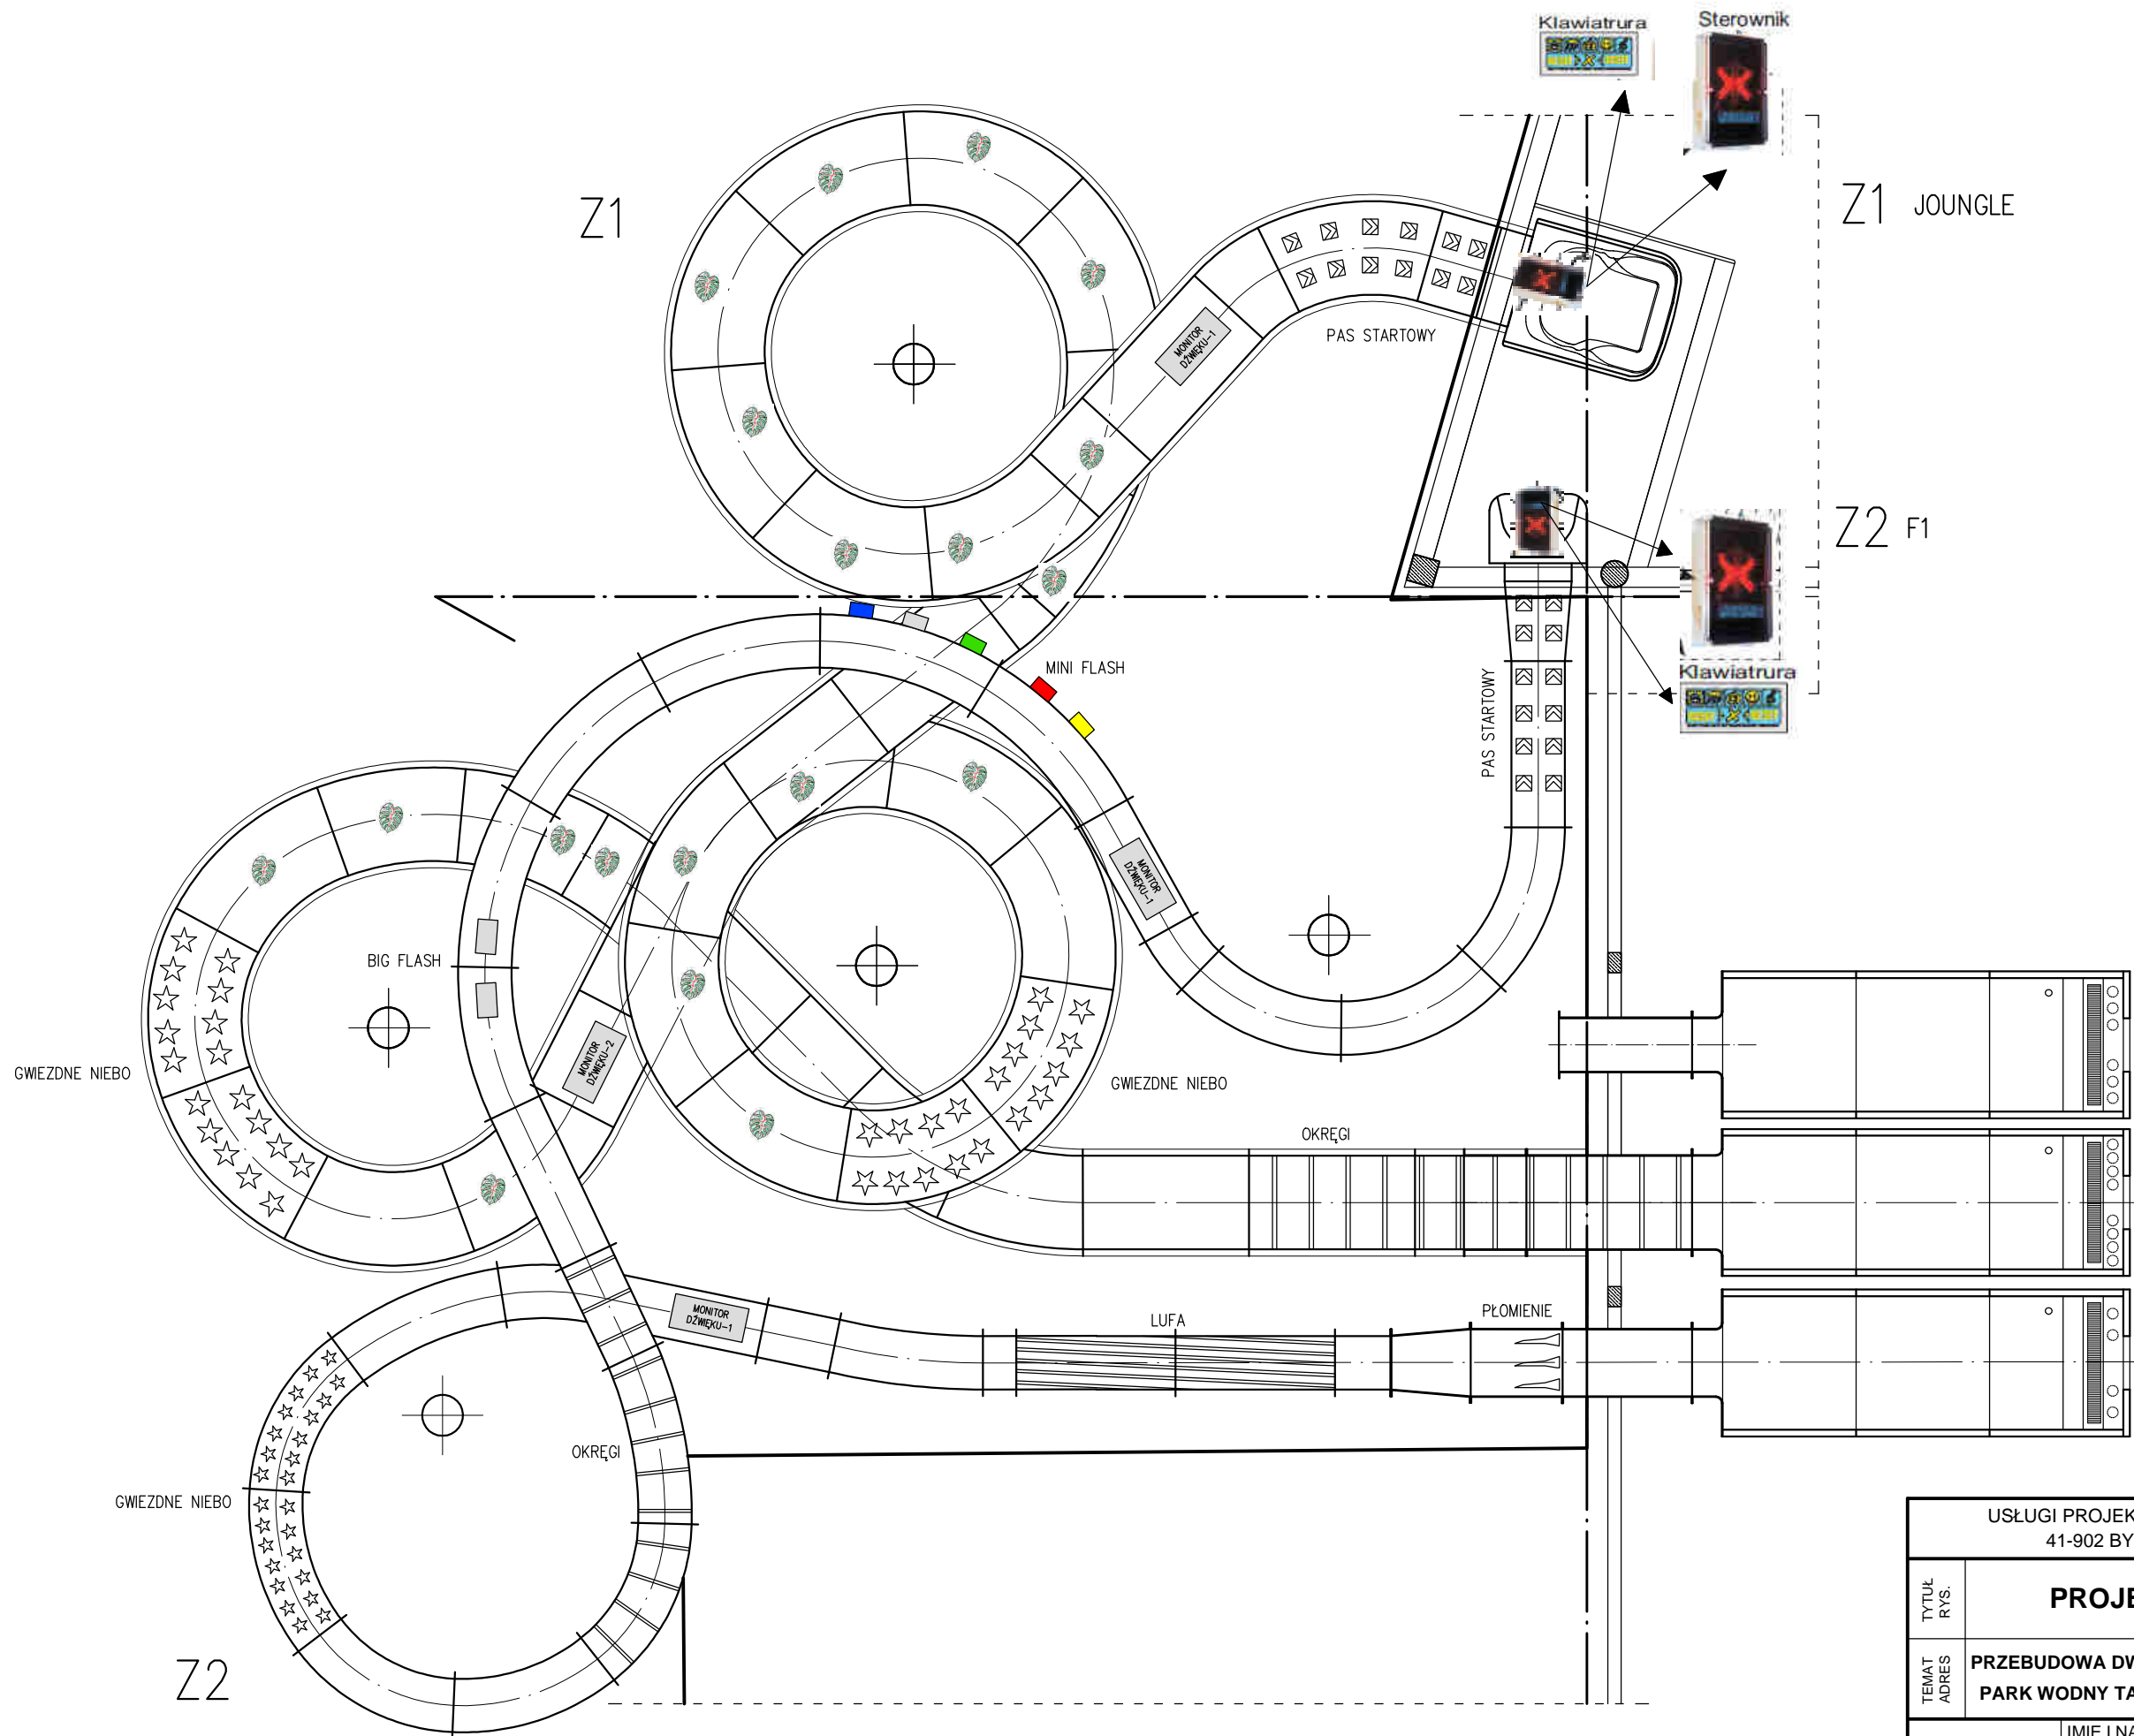 Klawiatrura
Sterownik
Z1
Z1 JOUNGLE
PAS STARTOWY
MONITOR
DŹWIĘKU-1
Z2 F1
MINI FLASH
Klawiatrura
PAS STARTOWY
MONITOR
DŹWIĘKU-1
BIG FLASH
MONITOR
DŹWIĘKU-2
GWIEZDNE NIEBO
GWIEZDNE NIEBO
OKRĘGI
MONITOR
DŹWIĘKU-1
LUFA
PŁOMIENIE
OKRĘGI
GWIEZDNE NIEBO
Z2
USŁUGI PROJEK
41-902 BY
TYTUŁ
RYS.
PROJE
TEMAT
ADRES
PRZEBUDOWA DW
PARK WODNY TA
IMIE I NA